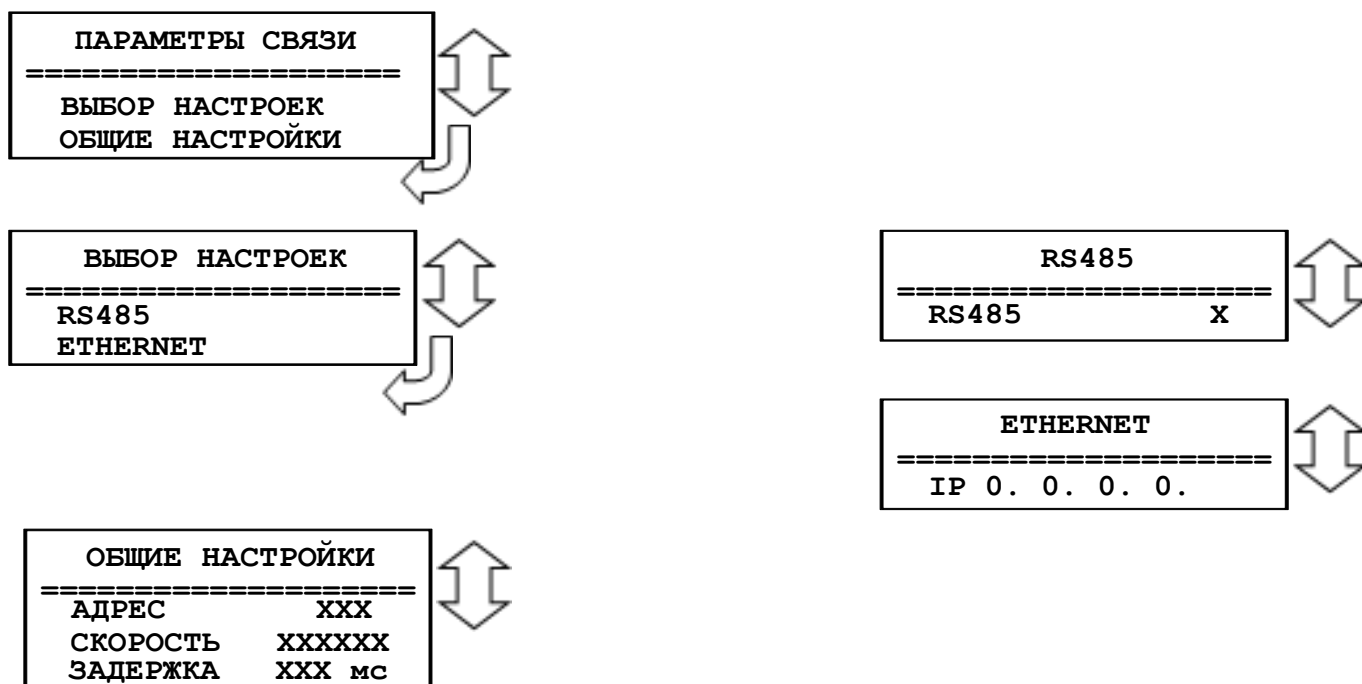 ПАРАМЕТРЫ СВЯЗИ
====================
ВЫБОР НАСТРОЕК
ОБЩИЕ НАСТРОЙКИ
ВЫБОР НАСТРОЕК
====================
RS485
ETHERNET
RS485
====================
RS485 X
ETHERNET
====================
IP 0. 0. 0. 0.
ОБЩИЕ НАСТРОЙКИ
====================
АДРЕС XXX
СКОРОСТЬ XXXXXX
ЗАДЕРЖКА XXX мс